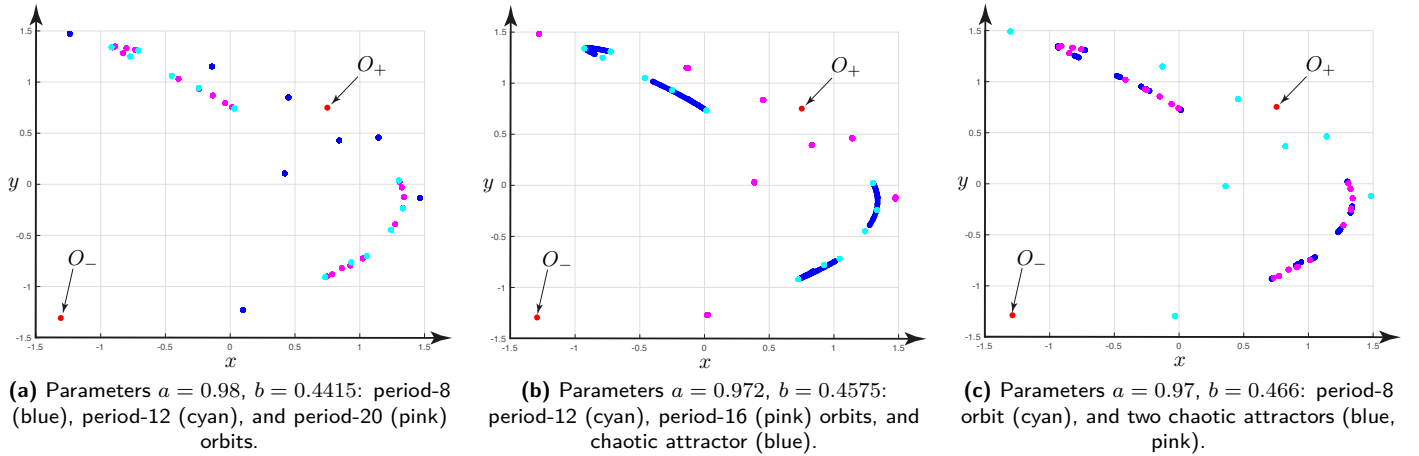 1.5
1
0.5
y 0
0.5
1
-1.5
-1.5 -1 -0.5 0 0.5 1 1.5
x
O₊
O₋
(a) Parameters a = 0.98, b = 0.4415: period-8
(blue), period-12 (cyan), and period-20 (pink)
orbits.
1.5
1
0.5
y 0
0.5
1
-1.5
-1.5 -1 -0.5 0 0.5 1 1.5
x
O₊
O₋
(b) Parameters a = 0.972, b = 0.4575:
period-12 (cyan), period-16 (pink) orbits, and
chaotic attractor (blue).
1.5
1
0.5
y 0
0.5
1
-1.5
-1.5 -1 -0.5 0 0.5 1 1.5
x
O₊
O₋
(c) Parameters a = 0.97, b = 0.466: period-8
orbit (cyan), and two chaotic attractors (blue,
pink).